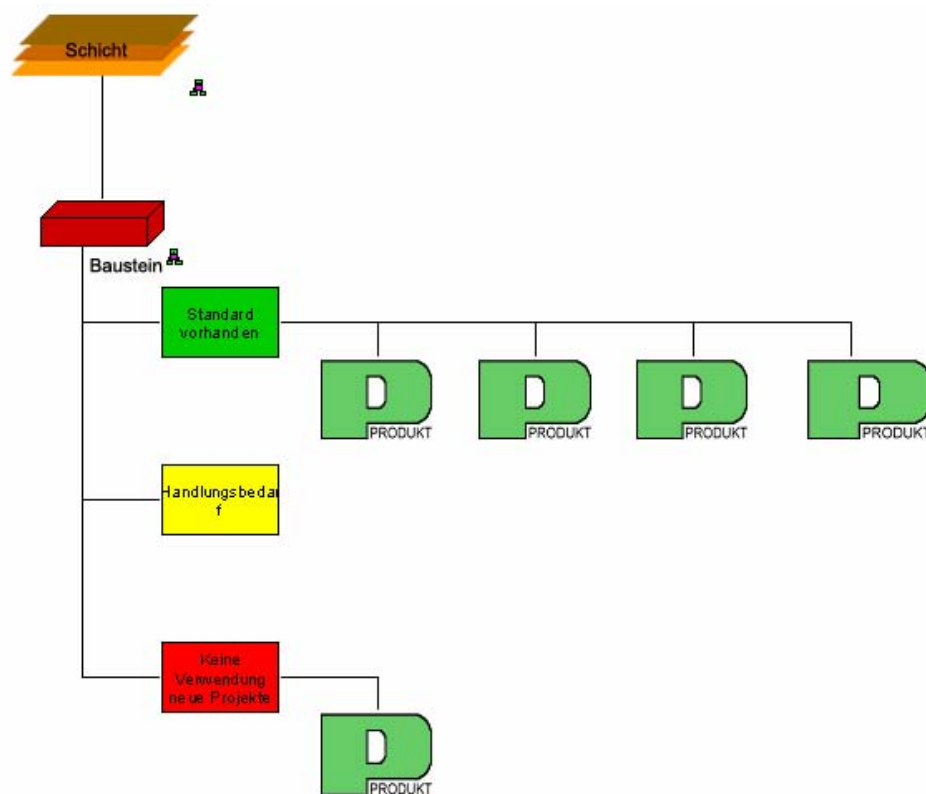 Schicht
Baustein
Standard
vorhanden
PRODUKT
PRODUKT
PRODUKT
PRODUKT
Handlungsbedar
f
Keine
Verwendung
neue Projekte
PRODUKT